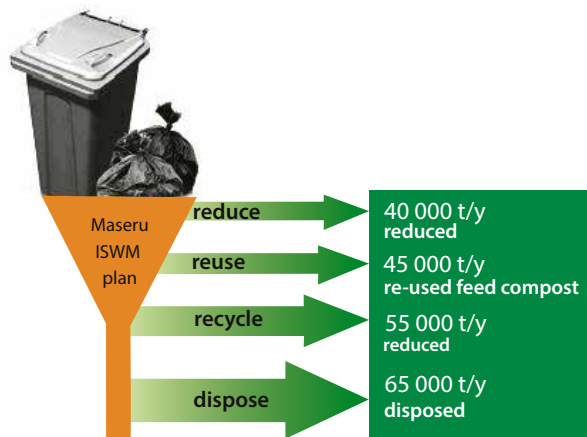 Maseru
ISWM
plan
reduce
40 000 t/y
reduced
reuse
45 000 t/y
re-used feed compost
recycle
55 000 t/y
reduced
dispose
65 000 t/y
disposed